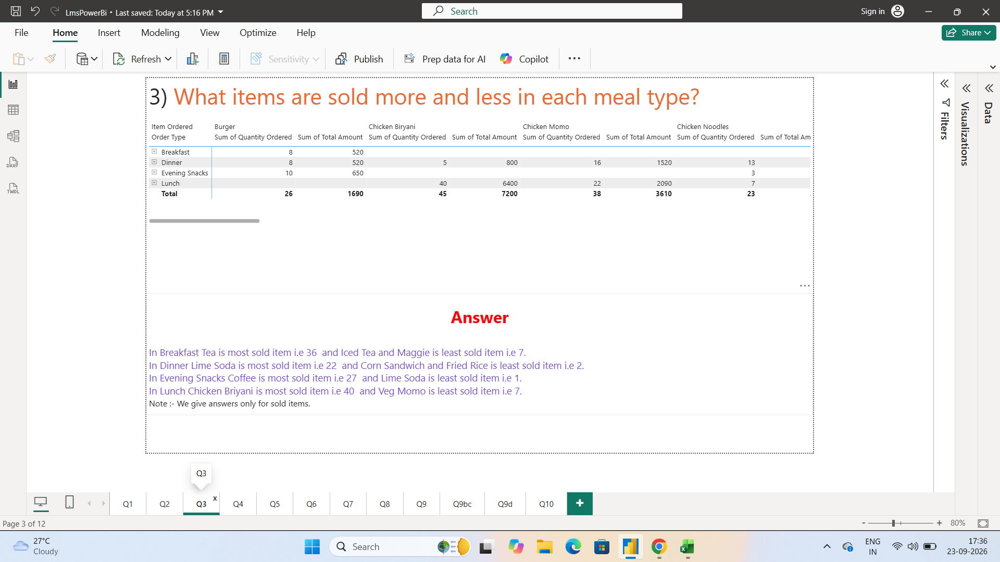 LmsPowerBi • Last saved: Today at 5:16 PM
Search
Sign in
File Home Insert Modeling View Optimize Help
Share
Refresh
Sensitivity
Publish
Prep data for AI
Copilot
3) What items are sold more and less in each meal type?
Item Ordered Burger Chicken Biryani Chicken Momo Chicken Noodles
Order Type Sum of Quantity Ordered Sum of Total Amount Sum of Quantity Ordered Sum of Total Amount Sum of Quantity Ordered Sum of Total Amount Sum of Quantity Ordered Sum of Total Am
Breakfast 8 520
Dinner 8 520 5 800 16 1520 13
Evening Snacks 10 650 3
Lunch 40 6400 22 2090 7
Total 26 1690 45 7200 38 3610 23
Answer
In Breakfast Tea is most sold item i.e 36 and Iced Tea and Maggie is least sold item i.e 7.
In Dinner Lime Soda is most sold item i.e 22 and Corn Sandwich and Fried Rice is least sold item i.e 2.
In Evening Snacks Coffee is most sold item i.e 27 and Lime Soda is least sold item i.e 1.
In Lunch Chicken Briyani is most sold item i.e 40 and Veg Momo is least sold item i.e 7.
Note :- We give answers only for sold items.
Filters
Visualizations
Data
DAX
TMDL
Q3
Q1 Q2 Q3 x Q4 Q5 Q6 Q7 Q8 Q9 Q9bc Q9d Q10 +
Page 3 of 12
- + 80%
27°C
Cloudy
Search
ENG
IN
17:36
23-09-2026